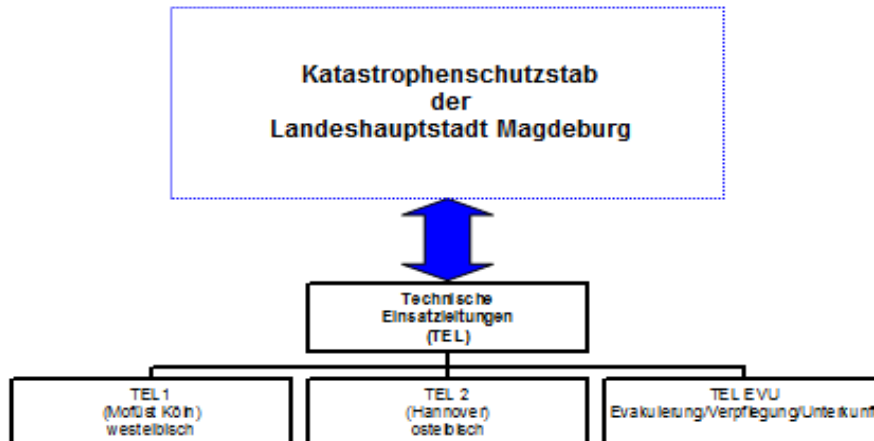 Katastrophenschutzstab
der
Landeshauptstadt Magdeburg
Technische
Einsatzleitungen
(TEL)
TEL 1
(Mofüst Köln)
westelbisch
TEL 2
(Hannover)
ostelbisch
TEL EVU
Evakuierung/Verpflegung/Unterkunf